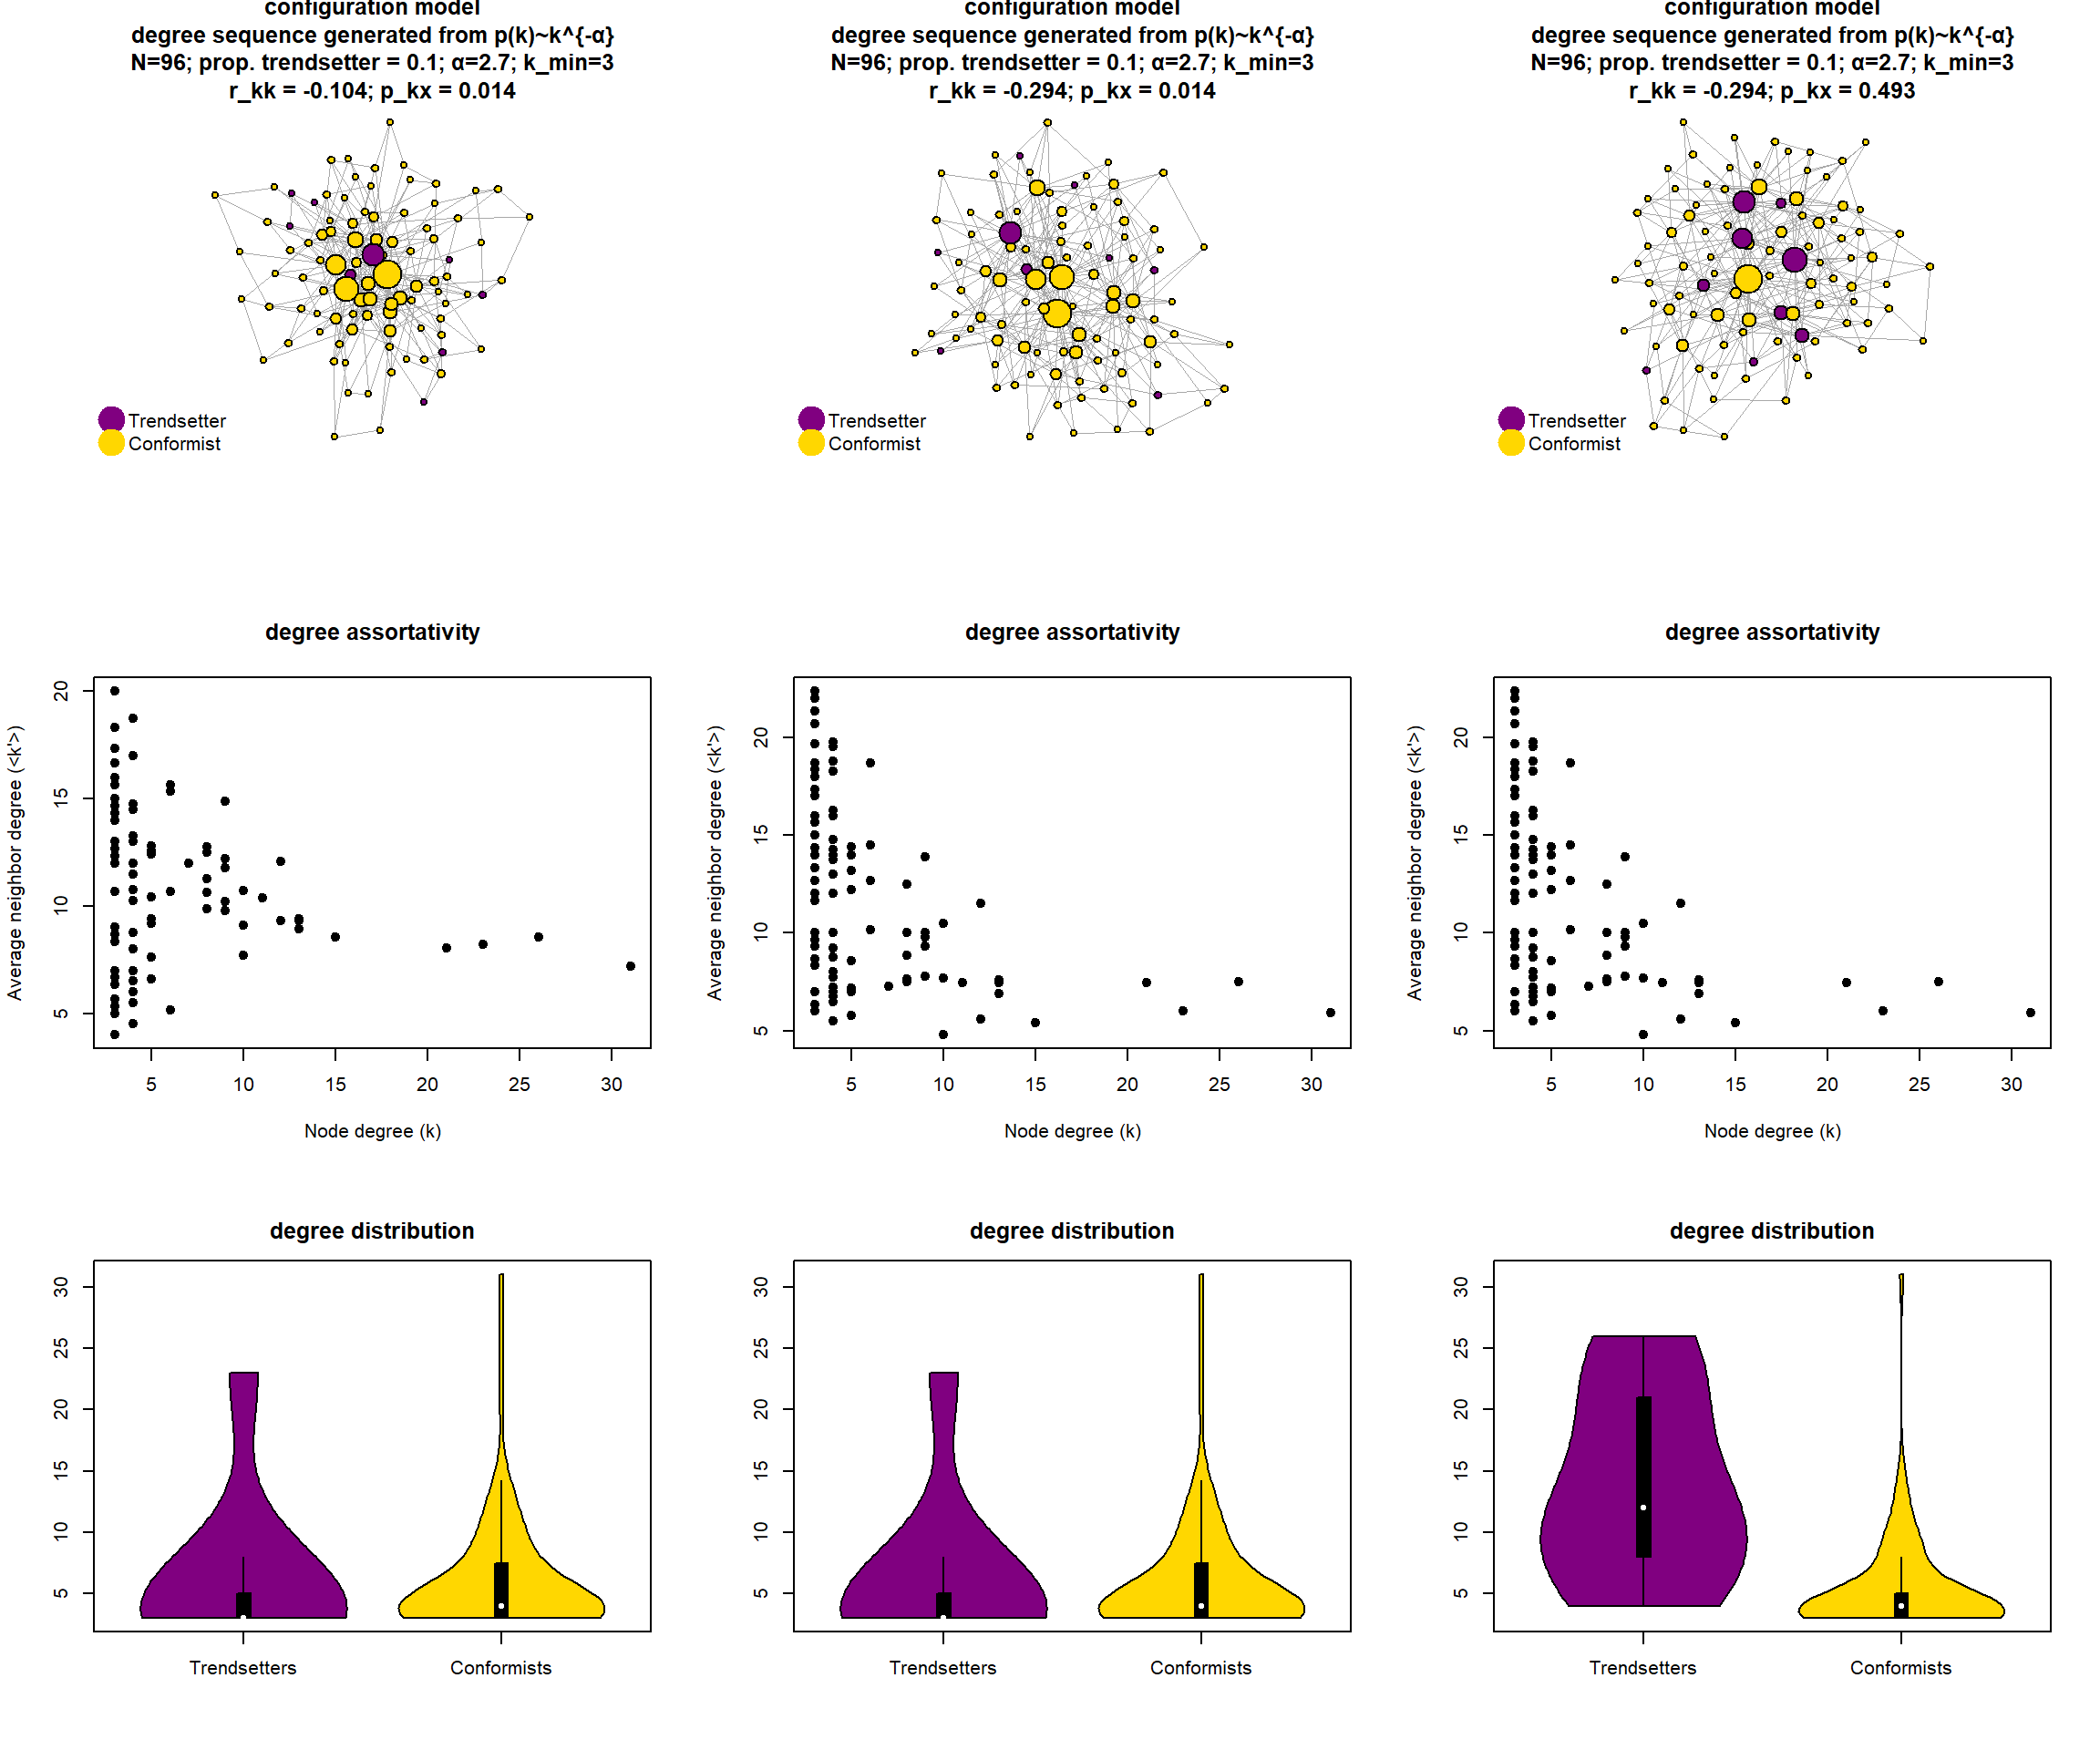 configuration model
degree sequence generated from p(k)~k^{-α}
N=96; prop. trendsetter = 0.1; α=2.7; k_min=3
r_kk = -0.104; p_kx = 0.014
Trendsetter
Conformist
configuration model
degree sequence generated from p(k)~k^{-α}
N=96; prop. trendsetter = 0.1; α=2.7; k_min=3
r_kk = -0.294; p_kx = 0.014
Trendsetter
Conformist
configuration model
degree sequence generated from p(k)~k^{-α}
N=96; prop. trendsetter = 0.1; α=2.7; k_min=3
r_kk = -0.294; p_kx = 0.493
Trendsetter
Conformist
degree assortativity
Average neighbor degree (<k'>)
20
15
10
5
5 10 15 20 25 30
Node degree (k)
degree assortativity
Average neighbor degree (<k'>)
20
15
10
5
5 10 15 20 25 30
Node degree (k)
degree assortativity
Average neighbor degree (<k'>)
20
15
10
5
5 10 15 20 25 30
Node degree (k)
degree distribution
30
25
20
15
10
5
Trendsetters Conformists
degree distribution
30
25
20
15
10
5
Trendsetters Conformists
degree distribution
30
25
20
15
10
5
Trendsetters Conformists